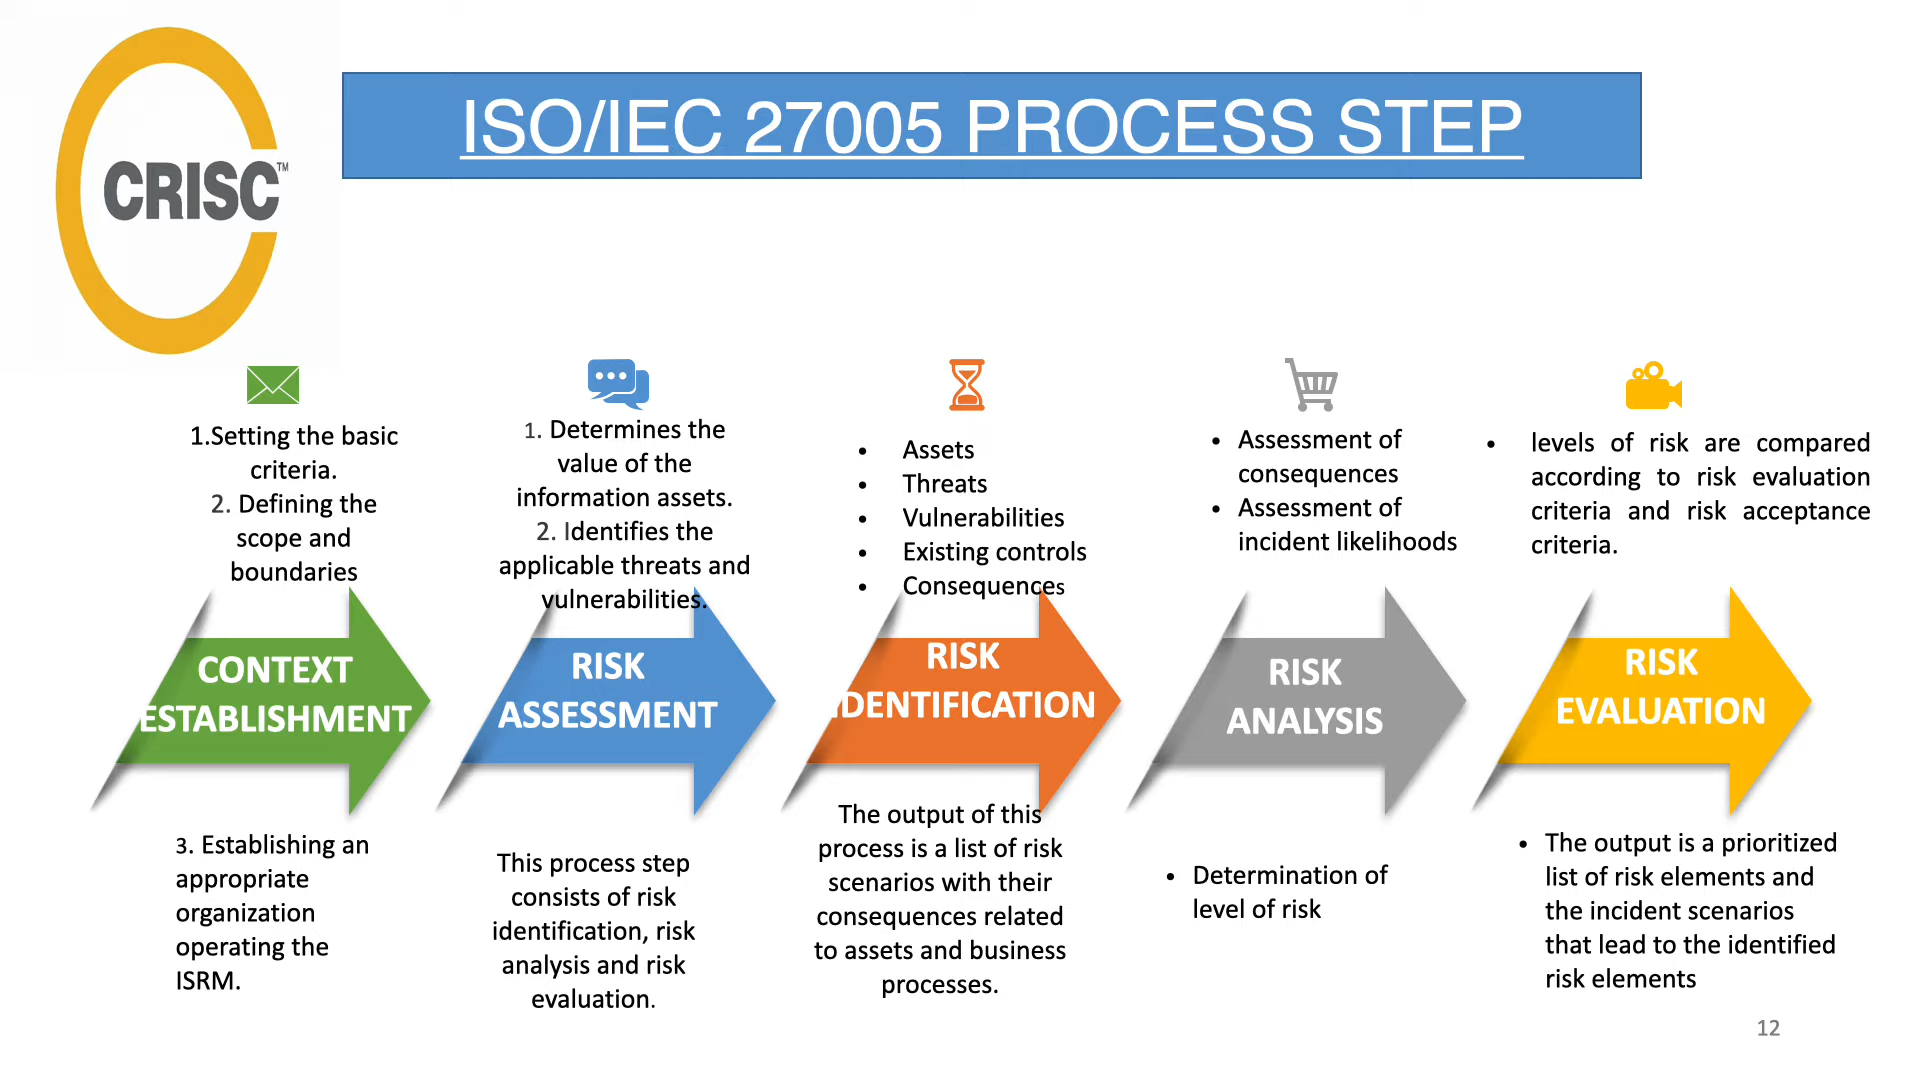 CRISC™
ISO/IEC 27005 PROCESS STEP
1.Setting the basic
criteria.
2. Defining the
scope and
boundaries
CONTEXT
ESTABLISHMENT
3. Establishing an
appropriate
organization
operating the
ISRM.
1. Determines the
value of the
information assets.
2. Identifies the
applicable threats and
vulnerabilities.
RISK
ASSESSMENT
This process step
consists of risk
identification, risk
analysis and risk
evaluation.
• Assets
• Threats
• Vulnerabilities
• Existing controls
• Consequences
RISK
IDENTIFICATION
The output of this
process is a list of risk
scenarios with their
consequences related
to assets and business
processes.
• Assessment of
consequences
• Assessment of
incident likelihoods
RISK
ANALYSIS
• Determination of
level of risk
• levels of risk are compared
according to risk evaluation
criteria and risk acceptance
criteria.
RISK
EVALUATION
• The output is a prioritized
list of risk elements and
the incident scenarios
that lead to the identified
risk elements
12